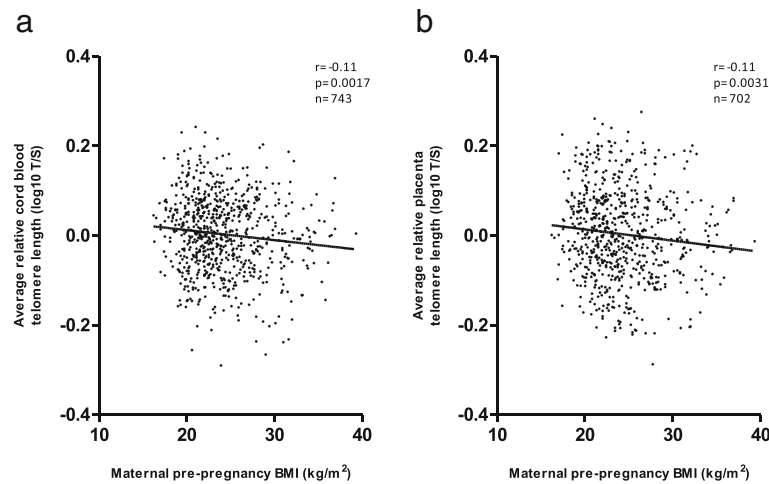 a
0.4
0.2
0.0
-0.2
-0.4
10
20
30
40
r=-0.11
p=0.0017
n=743
Average relative cord blood
telomere length (log10 T/S)
Maternal pre-pregnancy BMI (kg/m²)
b
0.4
0.2
0.0
-0.2
-0.4
10
20
30
40
r=-0.11
p=0.0031
n=702
Average relative placenta
telomere length (log10 T/S)
Maternal pre-pregnancy BMI (kg/m²)